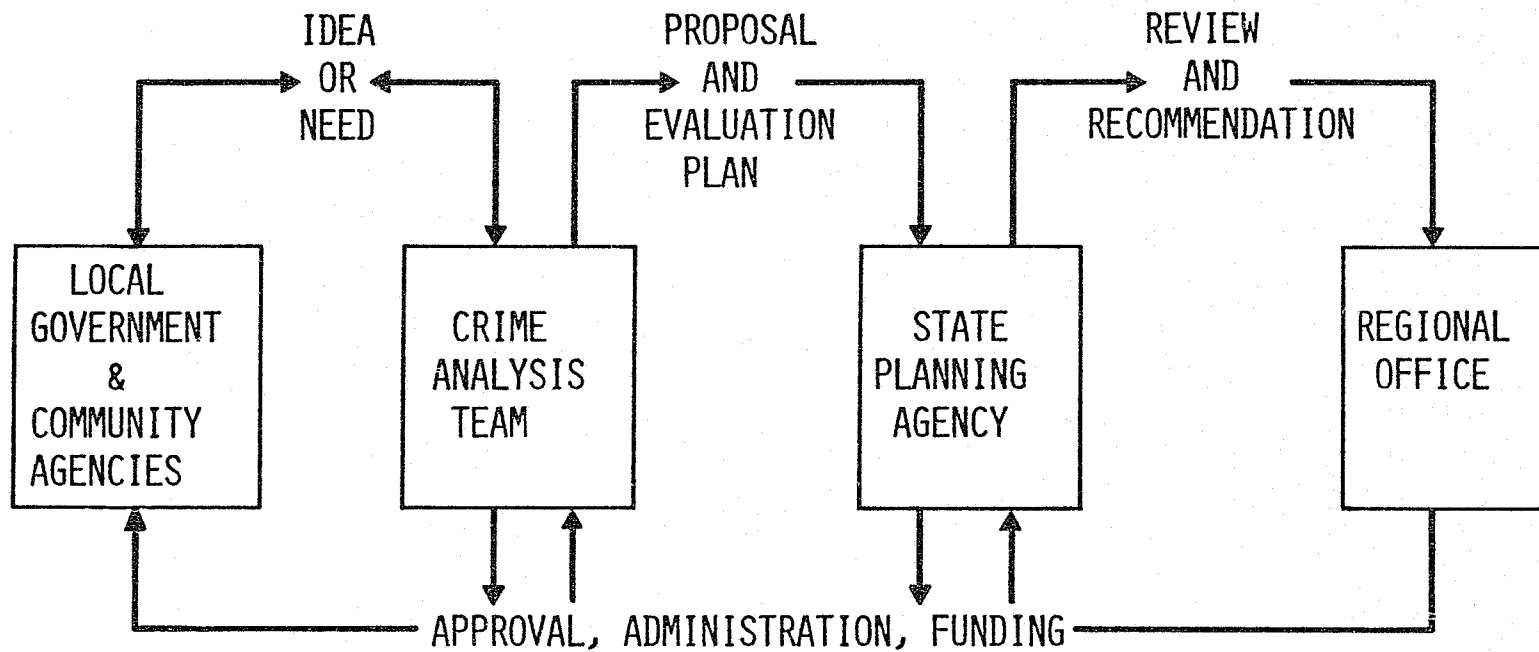 IDEA
OR
NEED
PROPOSAL
AND
EVALUATION
PLAN
REVIEW
AND
RECOMMENDATION
LOCAL
GOVERNMENT
&
COMMUNITY
AGENCIES
CRIME
ANALYSIS
TEAM
STATE
PLANNING
AGENCY
REGIONAL
OFFICE
APPROVAL, ADMINISTRATION, FUNDING